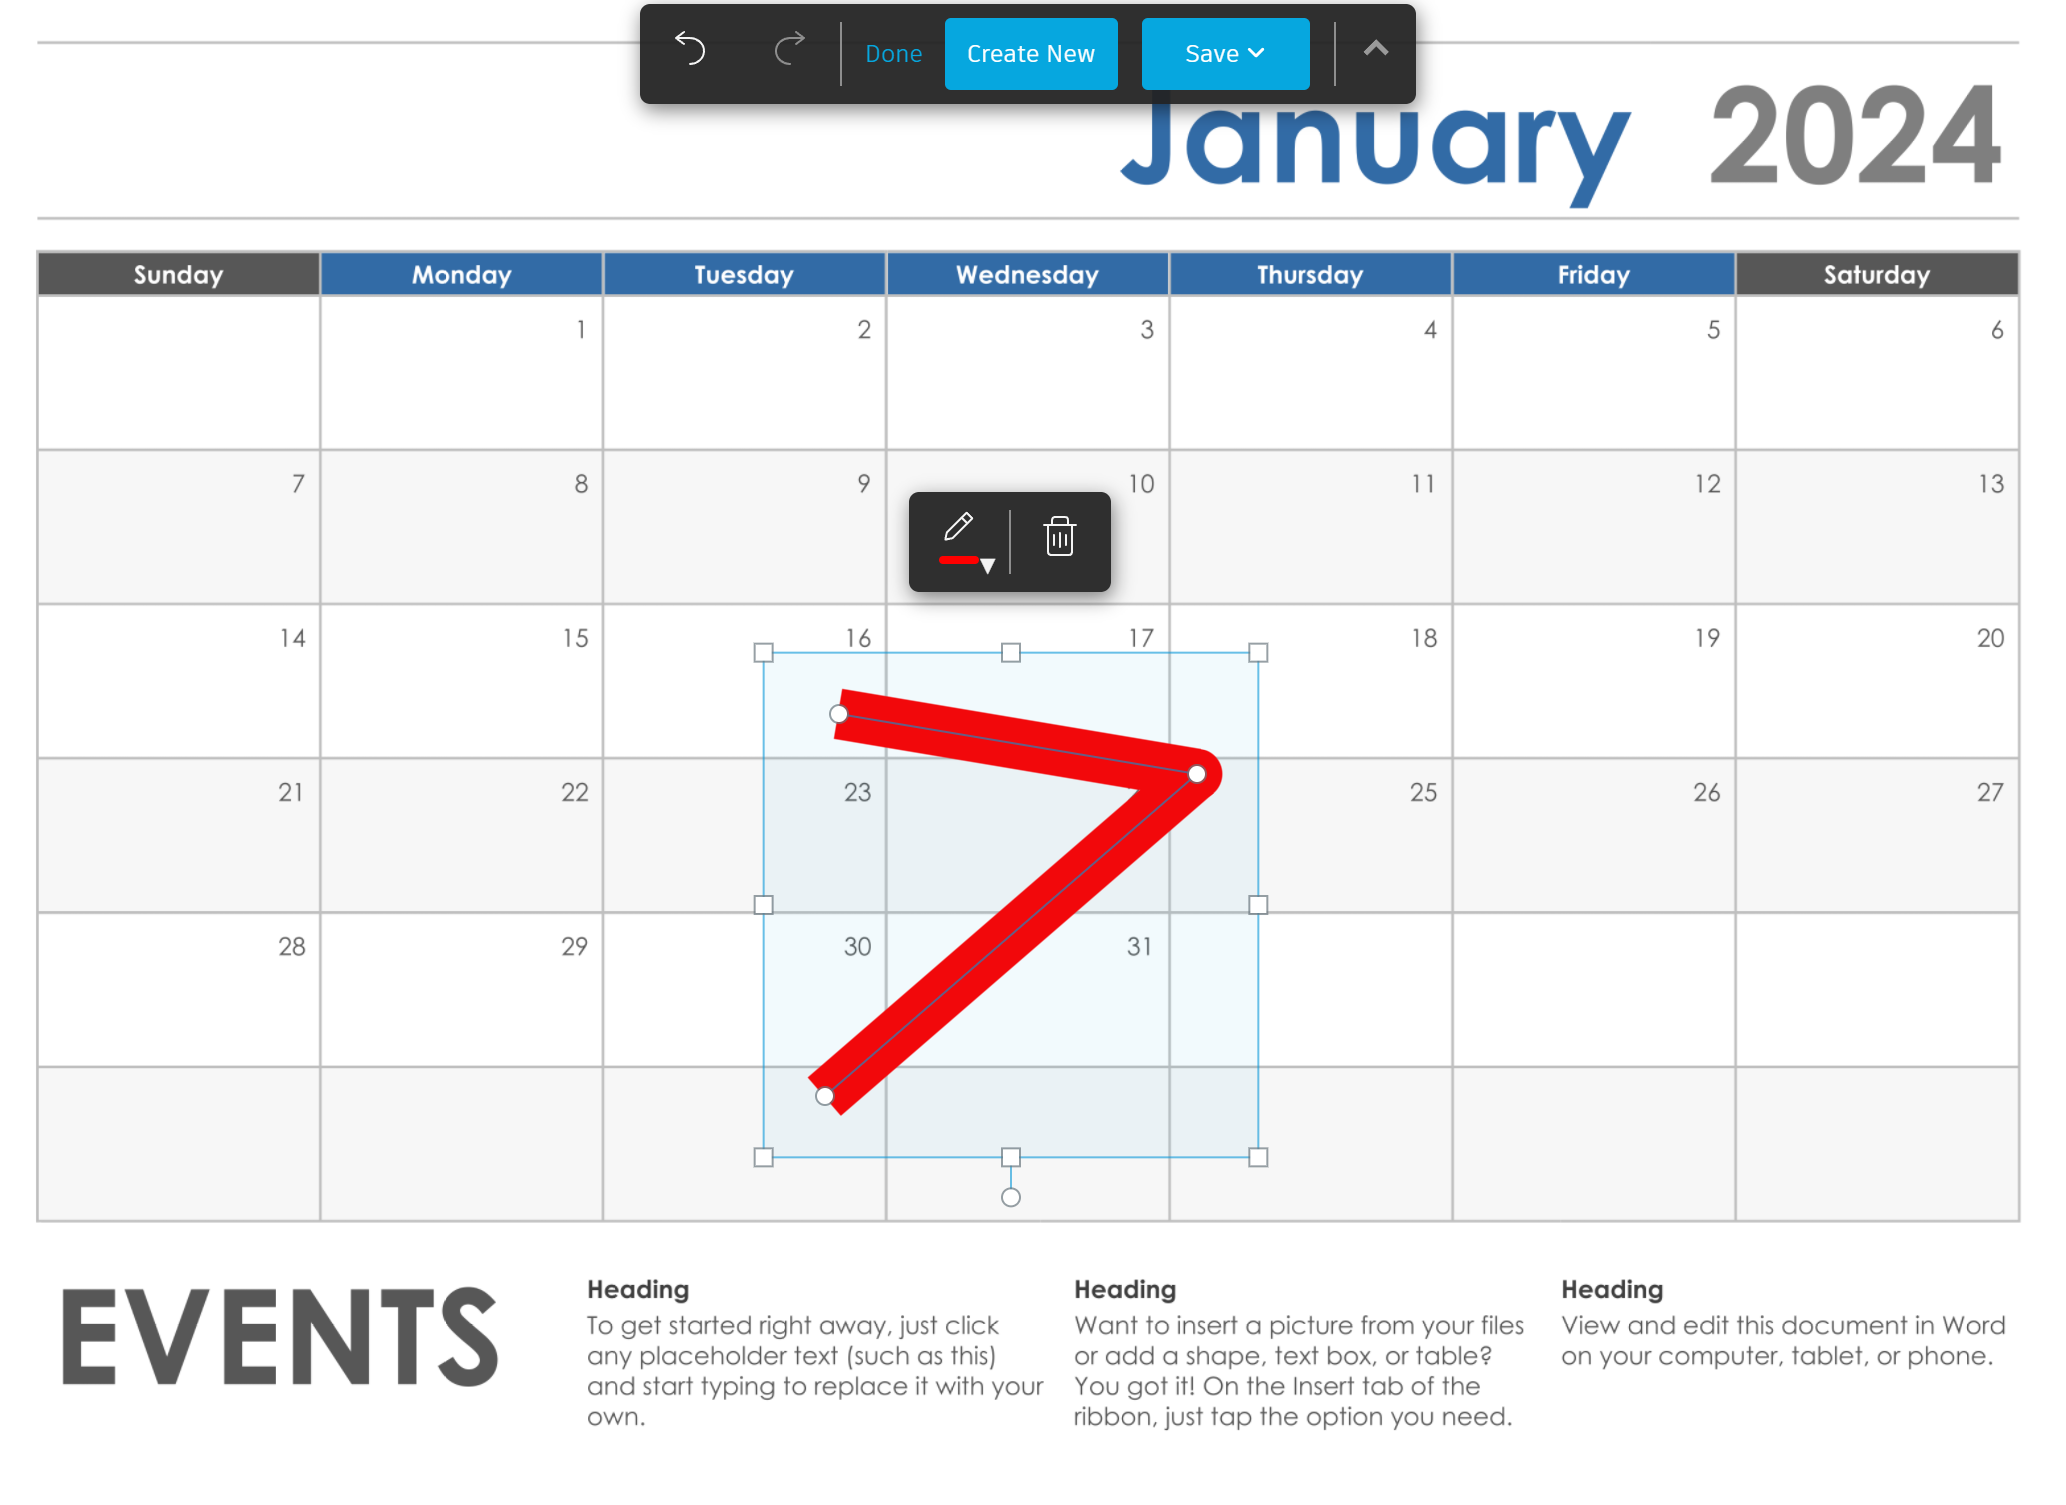 Done Create New Save
January 2024
Sunday Monday Tuesday Wednesday Thursday Friday Saturday
1 2 3 4 5 6
7 8 9 10 11 12 13
14 15 16 17 18 19 20
21 22 23 25 26 27
28 29 30 31
EVENTS
Heading
To get started right away, just click
any placeholder text (such as this)
and start typing to replace it with your
own.
Heading
Want to insert a picture from your files
or add a shape, text box, or table?
You got it! On the Insert tab of the
ribbon, just tap the option you need.
Heading
View and edit this document in Word
on your computer, tablet, or phone.